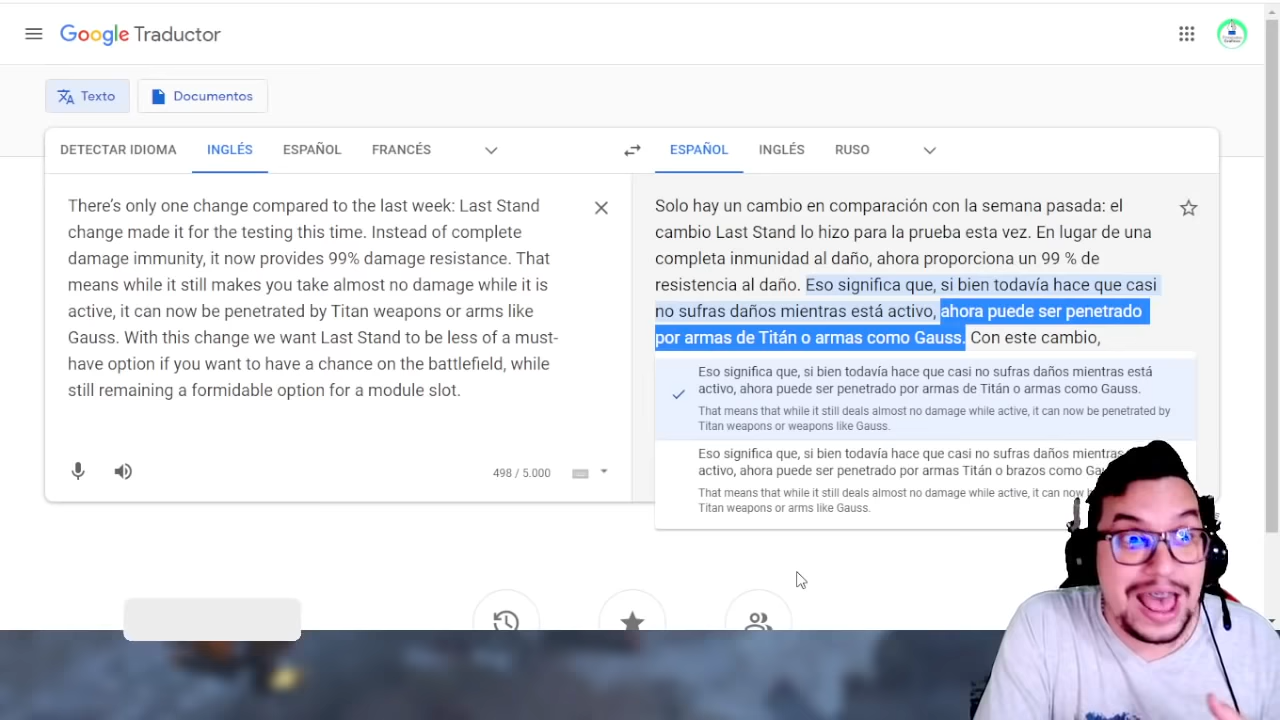 Google Traductor
Texto
Documentos
DETECTAR IDIOMA INGLÉS ESPAÑOL FRANCÉS
ESPAÑOL INGLÉS RUSO
There's only one change compared to the last week: Last Stand
change made it for the testing this time. Instead of complete
damage immunity, it now provides 99% damage resistance. That
means while it still makes you take almost no damage while it is
active, it can now be penetrated by Titan weapons or arms like
Gauss. With this change we want Last Stand to be less of a must-
have option if you want to have a chance on the battlefield, while
still remaining a formidable option for a module slot.
498 / 5.000
Solo hay un cambio en comparación con la semana pasada: el
cambio Last Stand lo hizo para la prueba esta vez. En lugar de una
completa inmunidad al daño, ahora proporciona un 99 % de
resistencia al daño. Eso significa que, si bien todavía hace que casi
no sufras daños mientras está activo, ahora puede ser penetrado
por armas de Titán o armas como Gauss. Con este cambio,
Eso significa que, si bien todavía hace que casi no sufras daños mientras está
activo, ahora puede ser penetrado por armas de Titán o armas como Gauss.
That means that while it still deals almost no damage while active, it can now be penetrated by
Titan weapons or weapons like Gauss.
Eso significa que, si bien todavía hace que casi no sufras daños mientras
activo, ahora puede ser penetrado por armas Titán o brazos como
That means that while it still deals almost no damage while active, it can now
Titan weapons or arms like Gauss.